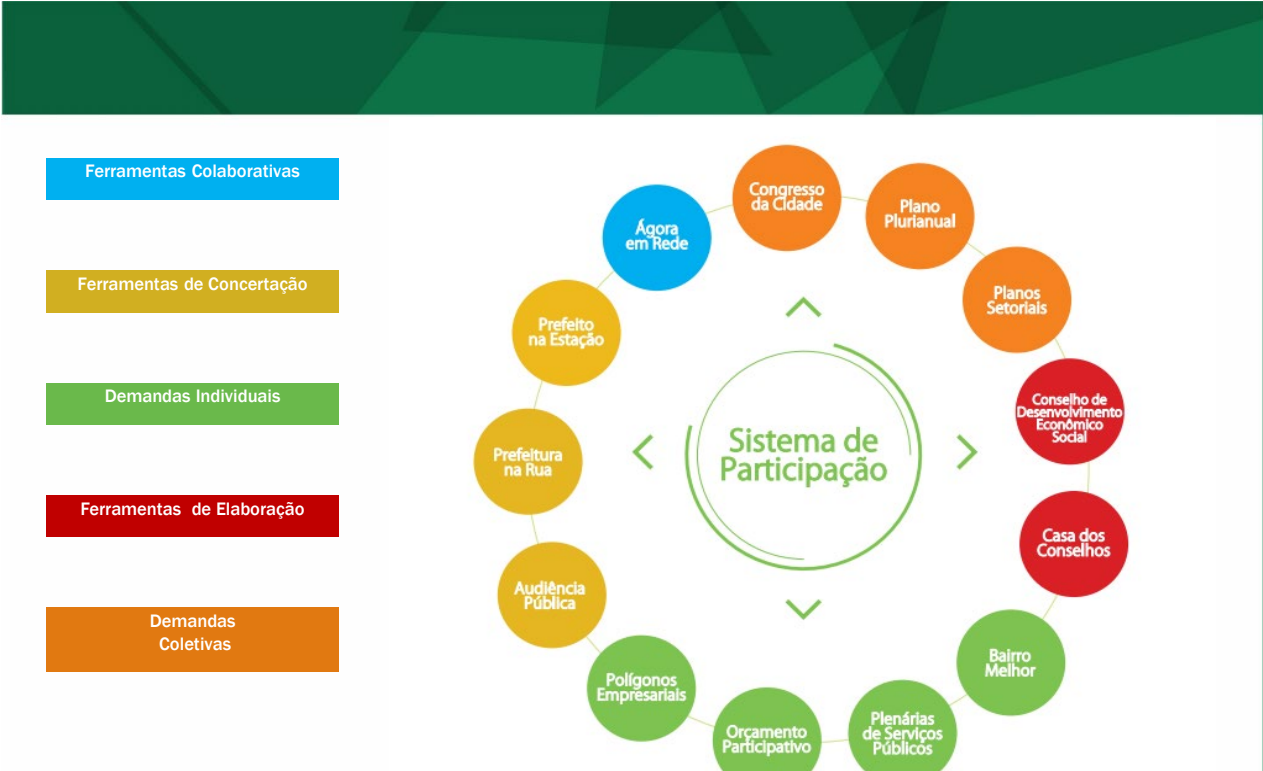 Ferramentas Colaborativas
Ferramentas de Concertação
Demandas Individuais
Ferramentas  de Elaboração
Demandas
Coletivas
Congresso
da Cidade
Plano
Plurianual
Planos
Setoriais
Conselho de
Desenvolvimento
Econômico
Social
Casa dos
Conselhos
Bairro
Melhor
Plenárias
de Serviços
Públicos
Orçamento
Participativo
Polígonos
Empresariais
Audiência
Pública
Prefeitura
na Rua
Prefeito
na Estação
Ágora
em Rede
Sistema de
Participação